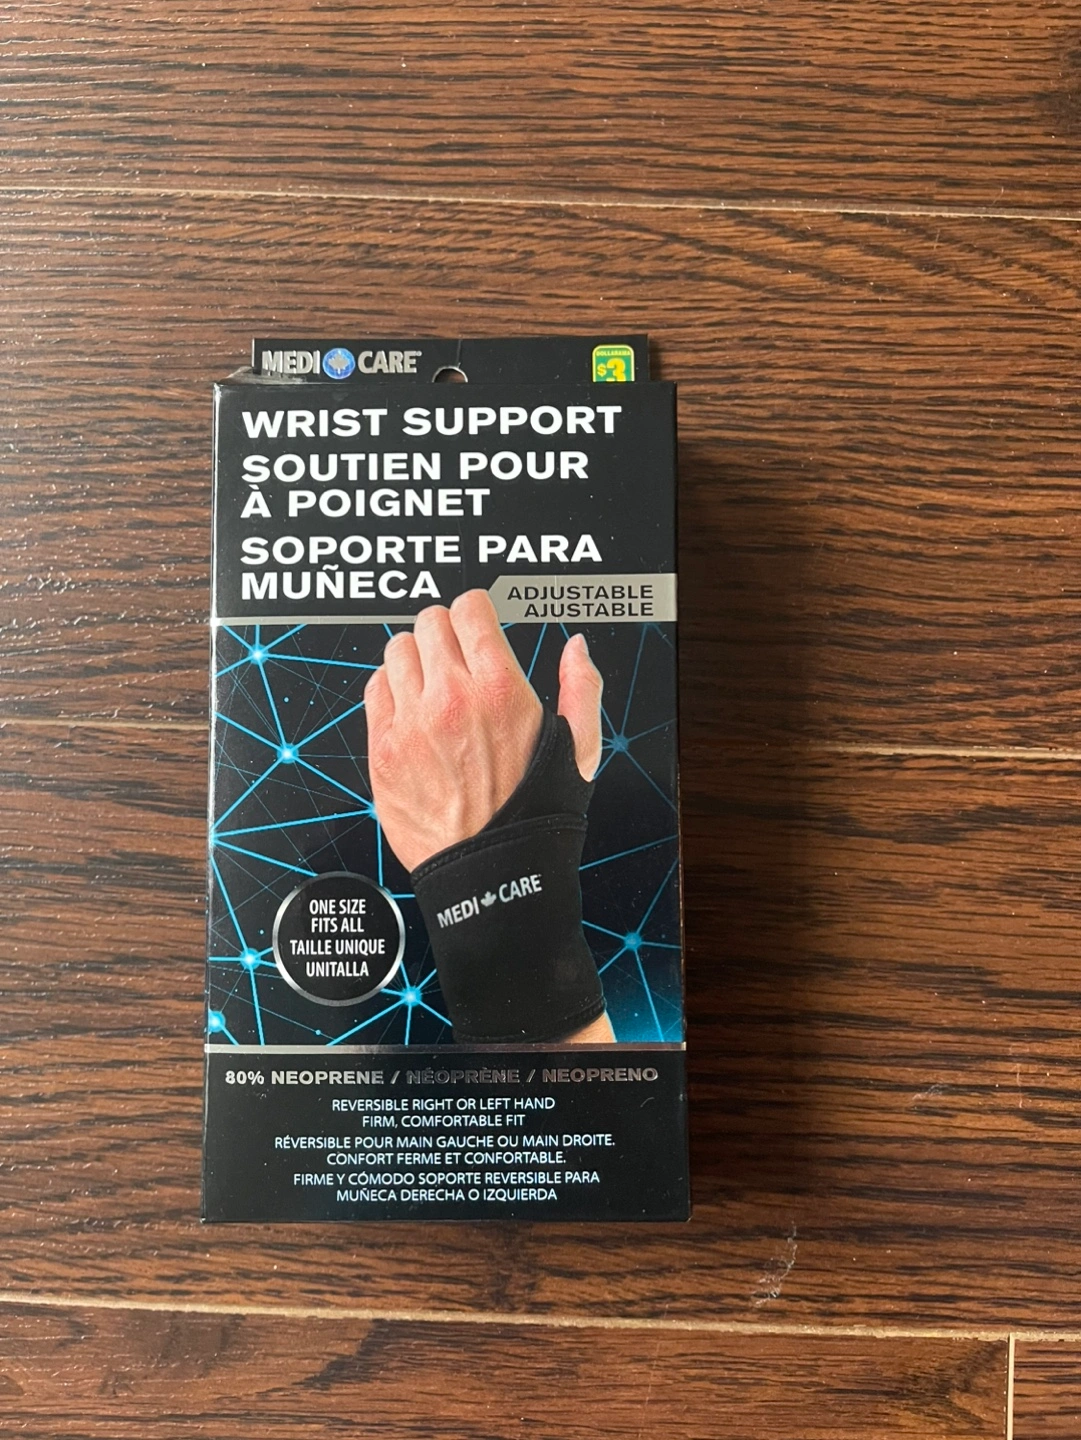 MEDI CARE
DOLLARAMA
$3
WRIST SUPPORT
SOUTIEN POUR
À POIGNET
SOPORTE PARA
MUÑECA
ADJUSTABLE
AJUSTABLE
MEDI CARE
ONE SIZE
FITS ALL
TAILLE UNIQUE
UNITALLA
80% NEOPRENE / NÉOPRÈNE / NEOPRENO
REVERSIBLE RIGHT OR LEFT HAND
FIRM, COMFORTABLE FIT
RÉVERSIBLE POUR MAIN GAUCHE OU MAIN DROITE.
CONFORT FERME ET CONFORTABLE.
FIRME Y CÓMODO SOPORTE REVERSIBLE PARA
MUÑECA DERECHA O IZQUIERDA